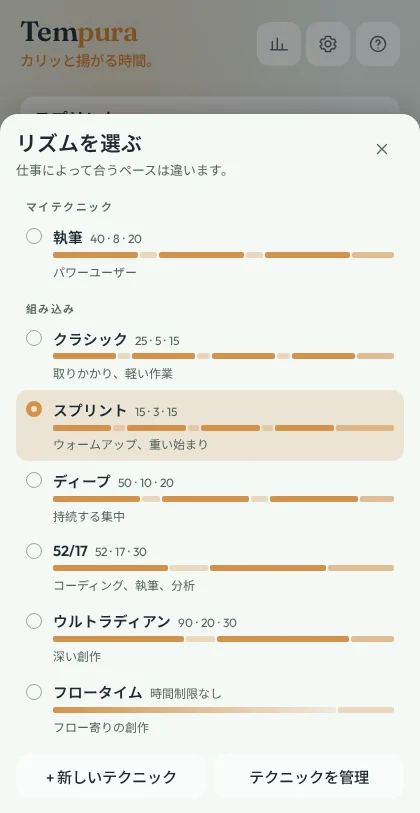 Tempura
カリッと揚がる時間。
リズムを選ぶ
仕事によって合うペースは違います。
マイテクニック
執筆 40·8·20
パワーユーザー
組み込み
クラシック 25·5·15
取りかかり、軽い作業
スプリント 15·3·15
ウォームアップ、重い始まり
ディープ 50·10·20
持続する集中
52/17 52·17·30
コーディング、執筆、分析
ウルトラディアン 90·20·30
深い創作
フロータイム 時間制限なし
フロー寄りの創作
+ 新しいテクニック
テクニックを管理